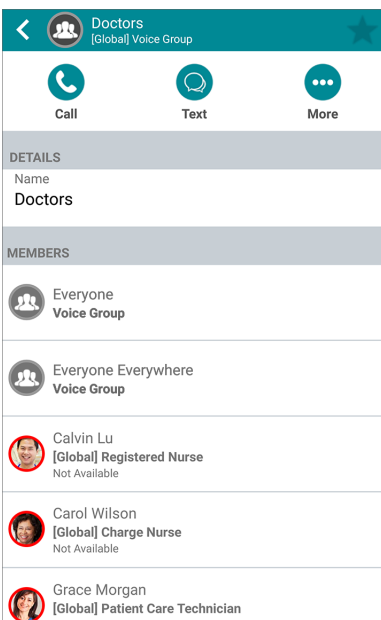 Doctors
[Global] Voice Group
Call
Text
More
DETAILS
Name
Doctors
MEMBERS
Everyone
Voice Group
Everyone Everywhere
Voice Group
Calvin Lu
[Global] Registered Nurse
Not Available
Carol Wilson
[Global] Charge Nurse
Not Available
Grace Morgan
[Global] Patient Care Technician